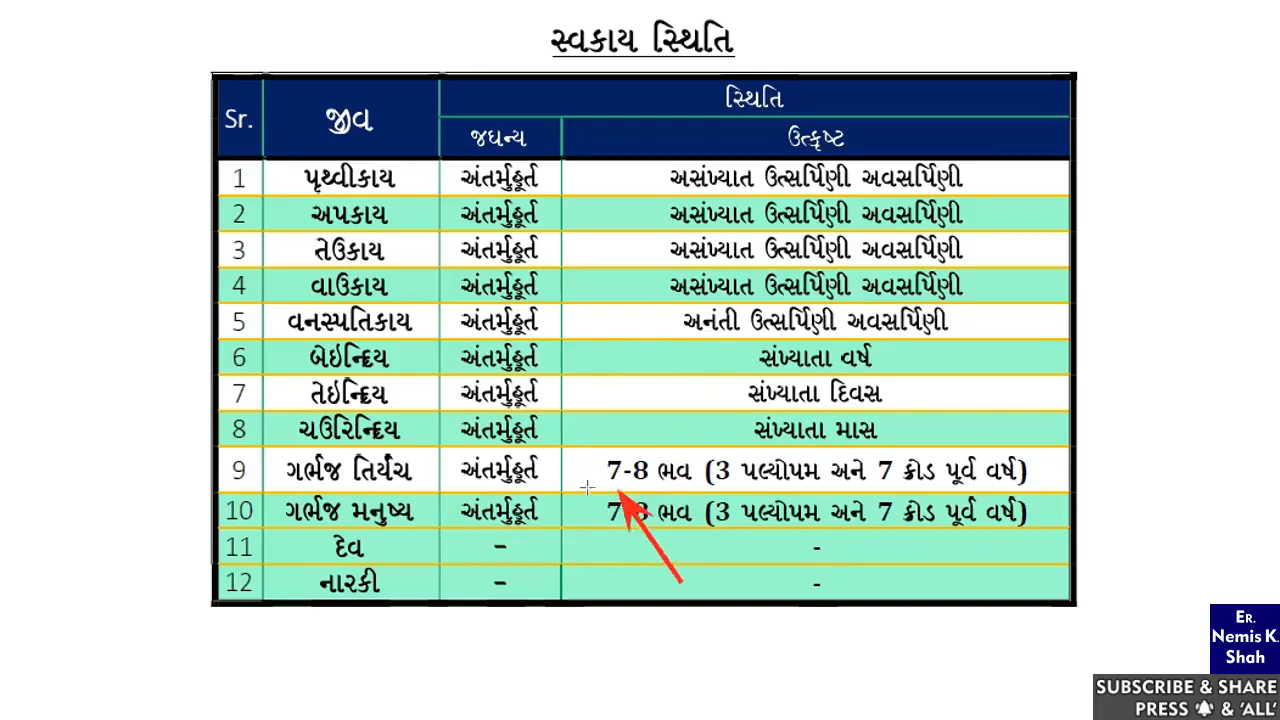 સ્વકાય સ્થિતિ
Sr. જીવ સ્થિતિ
જઘન્ય ઉત્કૃષ્ટ
1 પૃથ્વીકાય અંતર્મુહૂર્ત અસંખ્યાત ઉત્સર્પિણી અવસર્પિણી
2 અપકાય અંતર્મુહૂર્ત અસંખ્યાત ઉત્સર્પિણી અવસર્પિણી
3 તેઉકાય અંતર્મુહૂર્ત અસંખ્યાત ઉત્સર્પિણી અવસર્પિણી
4 વાઉકાય અંતર્મુહૂર્ત અસંખ્યાત ઉત્સર્પિણી અવસર્પિણી
5 વનસ્પતિકાય અંતર્મુહૂર્ત અનંતી ઉત્સર્પિણી અવસર્પિણી
6 બેઇન્દ્રિય અંતર્મુહૂર્ત સંખ્યાતા વર્ષ
7 તેઇન્દ્રિય અંતર્મુહૂર્ત સંખ્યાતા દિવસ
8 ચઉરિન્દ્રિય અંતર્મુહૂર્ત સંખ્યાતા માસ
9 ગર્ભજ તિર્યંચ અંતર્મુહૂર્ત 7-8 ભવ (3 પલ્યોપમ અને 7 ક્રોડ પૂર્વ વર્ષ)
10 ગર્ભજ મનુષ્ય અંતર્મુહૂર્ત 7-8 ભવ (3 પલ્યોપમ અને 7 ક્રોડ પૂર્વ વર્ષ)
11 દેવ - -
12 નારકી - -
ER.
Nemis K.
Shah
SUBSCRIBE & SHARE
PRESS & 'ALL'